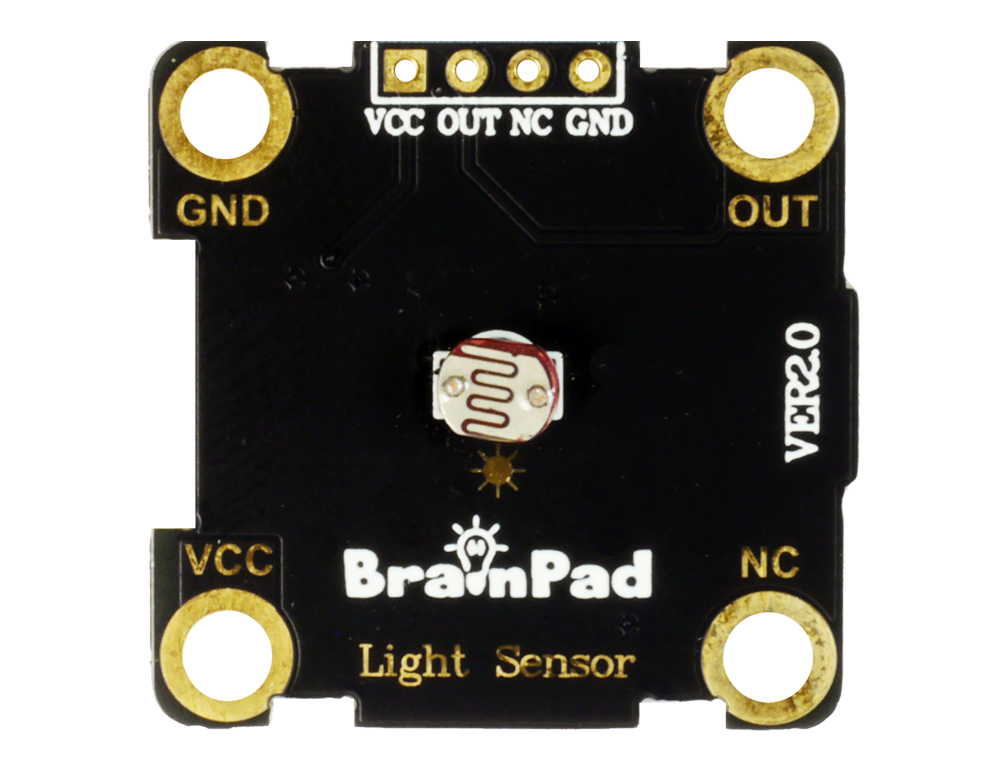 VCC OUT NC GND
GND
OUT
VER2.0
VCC
NC
BrainPad
Light Sensor